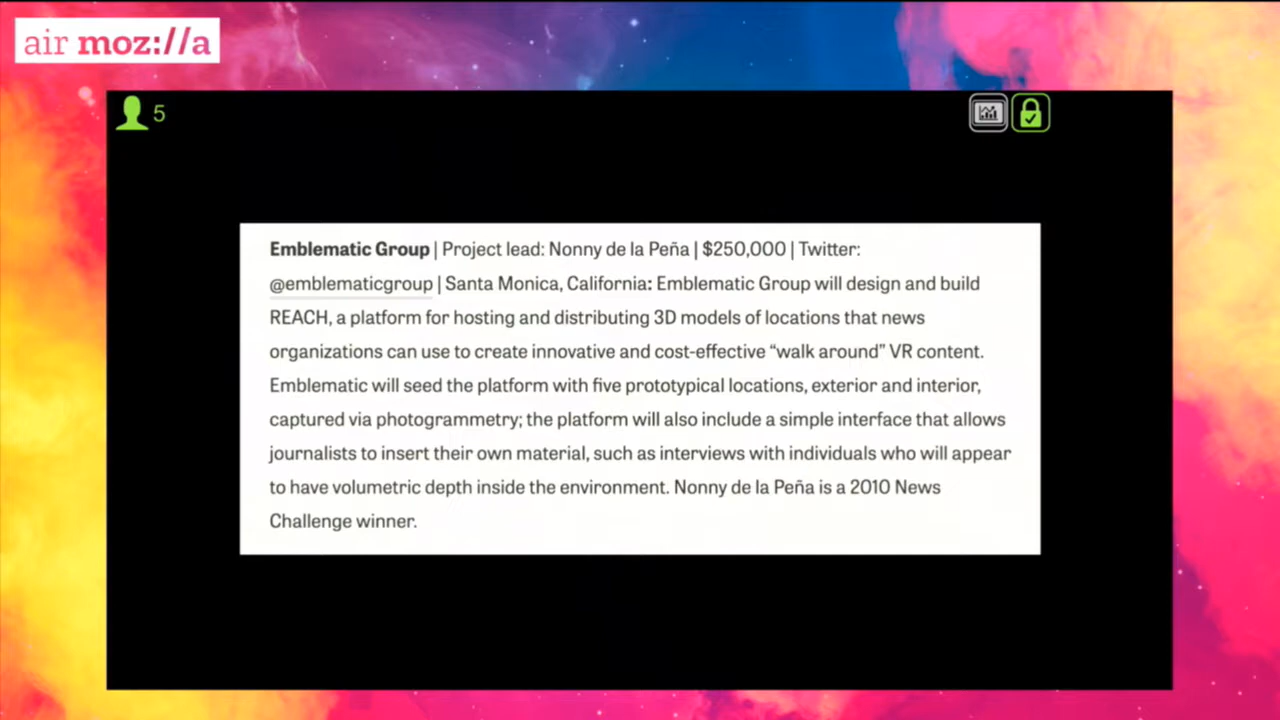 air moz://a
5
Emblematic Group | Project lead: Nonny de la Peña | $250,000 | Twitter:
@emblematicgroup | Santa Monica, California: Emblematic Group will design and build
REACH, a platform for hosting and distributing 3D models of locations that news
organizations can use to create innovative and cost-effective “walk around” VR content.
Emblematic will seed the platform with five prototypical locations, exterior and interior,
captured via photogrammetry; the platform will also include a simple interface that allows
journalists to insert their own material, such as interviews with individuals who will appear
to have volumetric depth inside the environment. Nonny de la Peña is a 2010 News
Challenge winner.